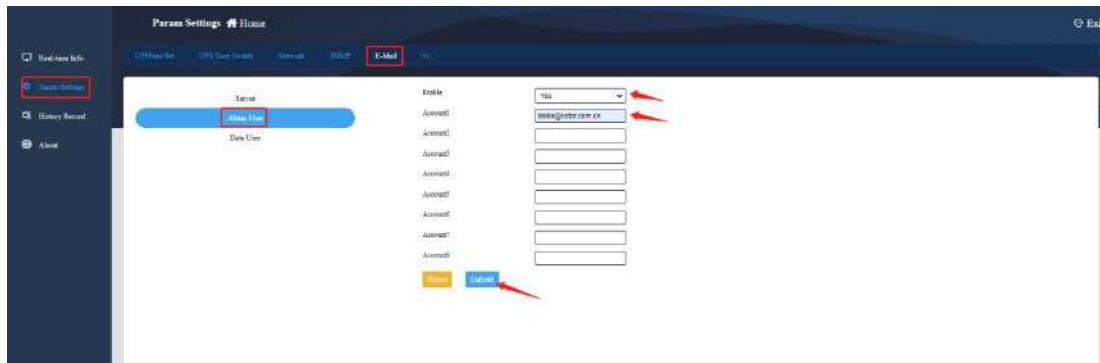 Param Settings Home
Real-time Info
Param Settings
History Record
About
E-Mail
>>
Server
Alarm User
Data User
Enable
YES
Account1
Account2
Account3
Account4
Account5
Account6
Account7
Account8
Reset
Submit